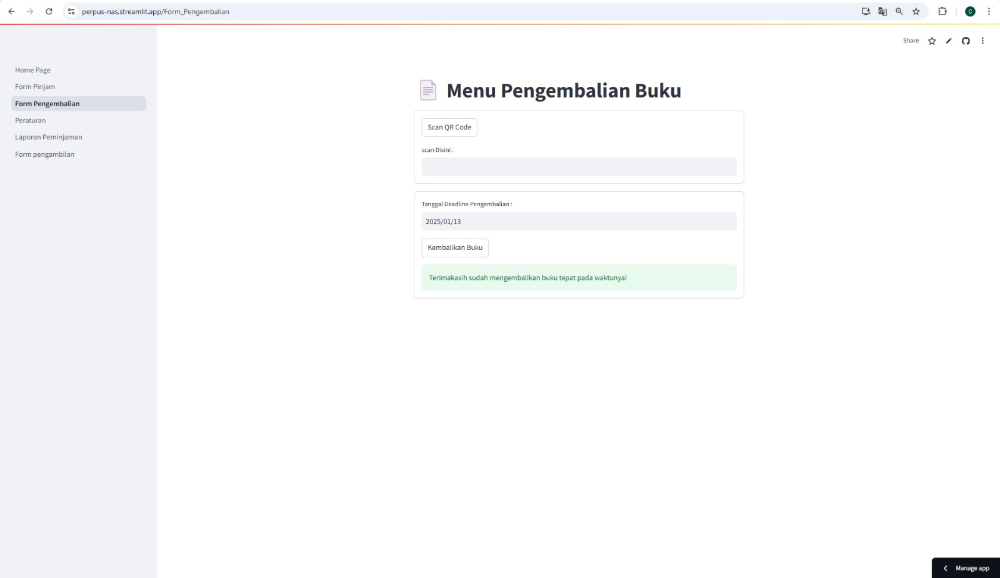 perpus-nas.streamlit.app/Form_Pengembalian
C
Share
Home Page
Form Pinjam
Form Pengembalian
Peraturan
Laporan Peminjaman
Form pengambilan
Menu Pengembalian Buku
Scan QR Code
scan Disini :
Tanggal Deadline Pengembalian :
2025/01/13
Kembalikan Buku
Terimakasih sudah mengembalikan buku tepat pada waktunya!
Manage app